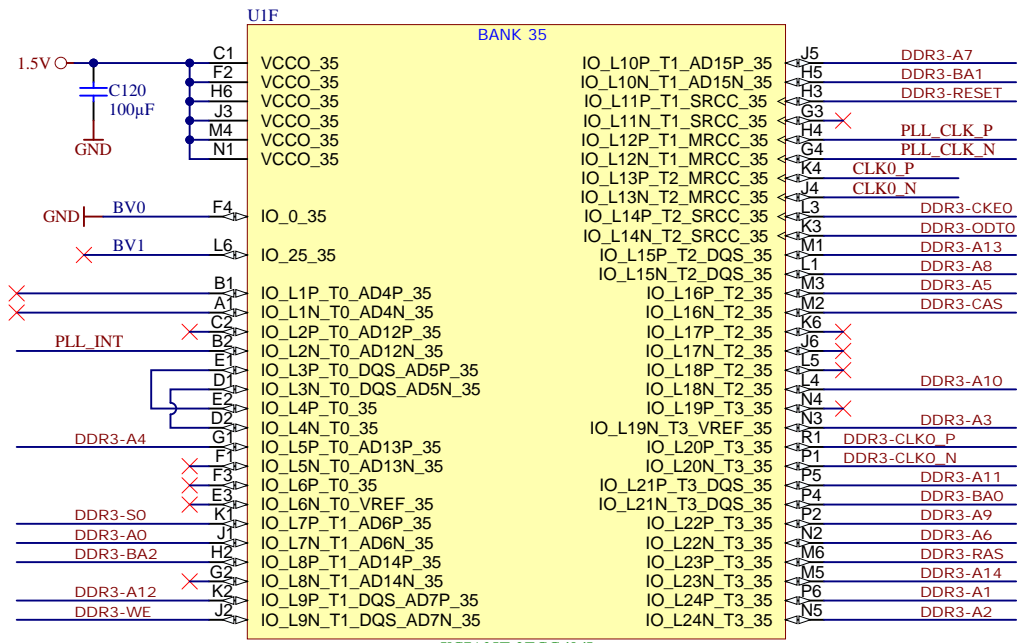 U1F
BANK 35
1.5V
C120
100µF
GND
C1 VCCO_35
F2 VCCO_35
H6 VCCO_35
J3 VCCO_35
M4 VCCO_35
N1 VCCO_35
GND BV0 F4 IO_0_35
BV1 L6 IO_25_35
B1 IO_L1P_T0_AD4P_35
A1 IO_L1N_T0_AD4N_35
C2 IO_L2P_T0_AD12P_35
PLL_INT B2 IO_L2N_T0_AD12N_35
E1 IO_L3P_T0_DQS_AD5P_35
D1 IO_L3N_T0_DQS_AD5N_35
E2 IO_L4P_T0_35
D2 IO_L4N_T0_35
DDR3-A4 G1 IO_L5P_T0_AD13P_35
F1 IO_L5N_T0_AD13N_35
F3 IO_L6P_T0_35
E3 IO_L6N_T0_VREF_35
DDR3-S0 K1 IO_L7P_T1_AD6P_35
DDR3-A0 J1 IO_L7N_T1_AD6N_35
DDR3-BA2 H2 IO_L8P_T1_AD14P_35
G2 IO_L8N_T1_AD14N_35
DDR3-A12 K2 IO_L9P_T1_DQS_AD7P_35
DDR3-WE J2 IO_L9N_T1_DQS_AD7N_35
IO_L10P_T1_AD15P_35 J5 DDR3-A7
IO_L10N_T1_AD15N_35 H5 DDR3-BA1
IO_L11P_T1_SRCC_35 H3 DDR3-RESET
IO_L11N_T1_SRCC_35 G3
IO_L12P_T1_MRCC_35 H4 PLL_CLK_P
IO_L12N_T1_MRCC_35 G4 PLL_CLK_N
IO_L13P_T2_MRCC_35 K4 CLK0_P
IO_L13N_T2_MRCC_35 J4 CLK0_N
IO_L14P_T2_SRCC_35 L3 DDR3-CKE0
IO_L14N_T2_SRCC_35 K3 DDR3-ODT0
IO_L15P_T2_DQS_35 M1 DDR3-A13
IO_L15N_T2_DQS_35 L1 DDR3-A8
IO_L16P_T2_35 M3 DDR3-A5
IO_L16N_T2_35 M2 DDR3-CAS
IO_L17P_T2_35 K6
IO_L17N_T2_35 J6
IO_L18P_T2_35 L5
IO_L18N_T2_35 L4 DDR3-A10
IO_L19P_T3_35 N4
IO_L19N_T3_VREF_35 N3 DDR3-A3
IO_L20P_T3_35 R1 DDR3-CLK0_P
IO_L20N_T3_35 P1 DDR3-CLK0_N
IO_L21P_T3_DQS_35 P5 DDR3-A11
IO_L21N_T3_DQS_35 P4 DDR3-BA0
IO_L22P_T3_35 P2 DDR3-A9
IO_L22N_T3_35 N2 DDR3-A6
IO_L23P_T3_35 M6 DDR3-RAS
IO_L23N_T3_35 M5 DDR3-A14
IO_L24P_T3_35 P6 DDR3-A1
IO_L24N_T3_35 N5 DDR3-A2